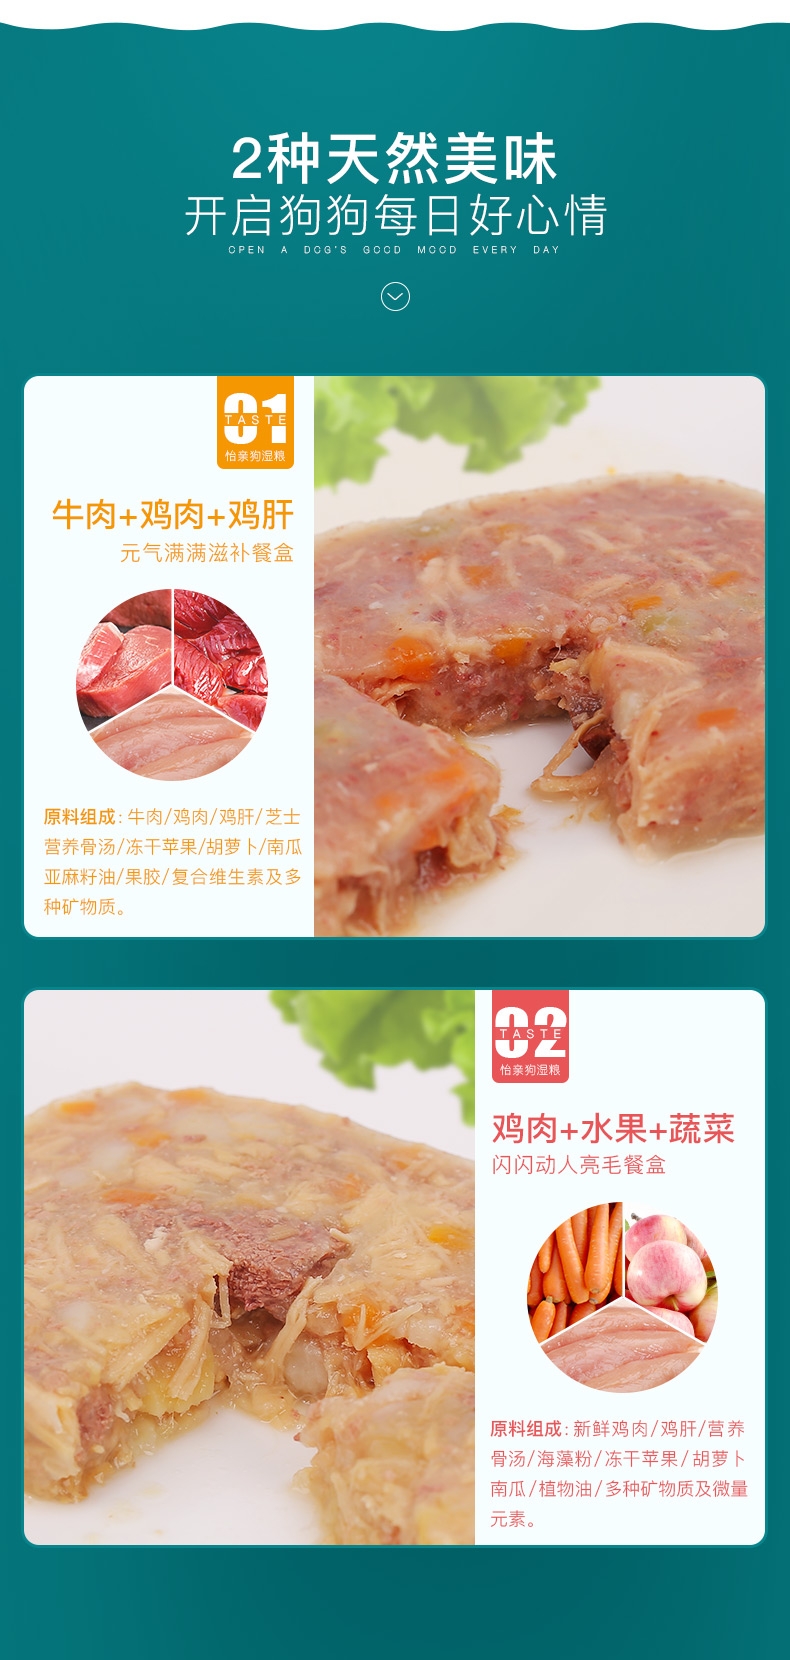 2种天然美味
开启狗狗每日好心情
OPEN A DOG'S GOOD MOOD EVERY DAY
01
TASTE
怡亲狗湿粮
牛肉+鸡肉+鸡肝
元气满满滋补餐盒
原料组成:牛肉/鸡肉/鸡肝/芝士
营养骨汤/冻干苹果/胡萝卜/南瓜
亚麻籽油/果胶/复合维生素及多
种矿物质。
02
TASTE
怡亲狗湿粮
鸡肉+水果+蔬菜
闪闪动人亮毛餐盒
原料组成:新鲜鸡肉/鸡肝/营养
骨汤/海藻粉/冻干苹果/胡萝卜
南瓜/植物油/多种矿物质及微量
元素。